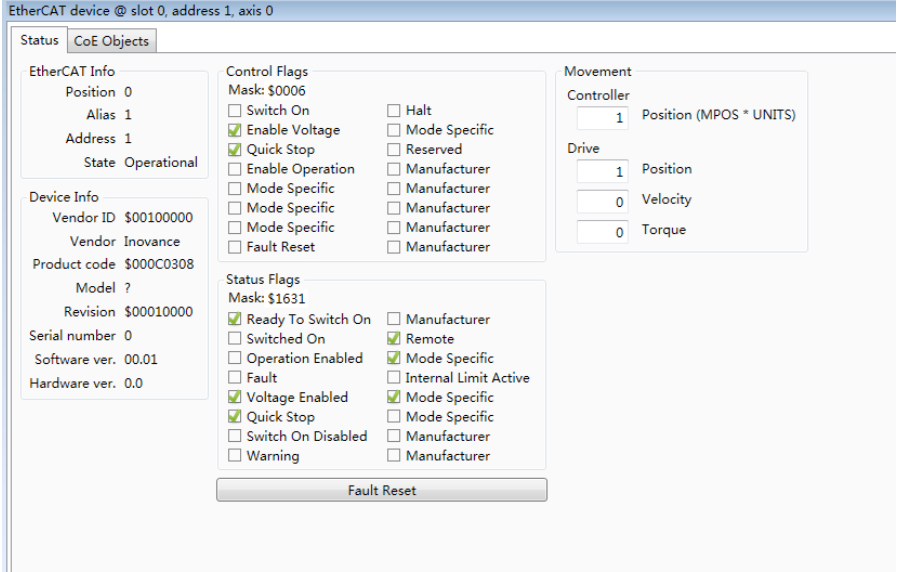 EtherCAT device @ slot 0, address 1, axis 0
Status
CoE Objects
EtherCAT Info
Position 0
Alias 1
Address 1
State Operational
Device Info
Vendor ID $00100000
Vendor Inovance
Product code $000C0308
Model ?
Revision $00010000
Serial number 0
Software ver. 00.01
Hardware ver. 0.0
Control Flags
Mask: $0006
Switch On
Enable Voltage
Quick Stop
Enable Operation
Mode Specific
Mode Specific
Mode Specific
Fault Reset
Halt
Mode Specific
Reserved
Manufacturer
Manufacturer
Manufacturer
Manufacturer
Manufacturer
Status Flags
Mask: $1631
Ready To Switch On
Switched On
Operation Enabled
Fault
Voltage Enabled
Quick Stop
Switch On Disabled
Warning
Manufacturer
Remote
Mode Specific
Internal Limit Active
Mode Specific
Mode Specific
Manufacturer
Manufacturer
Fault Reset
Movement
Controller
1 Position (MPOS * UNITS)
Drive
1 Position
0 Velocity
0 Torque